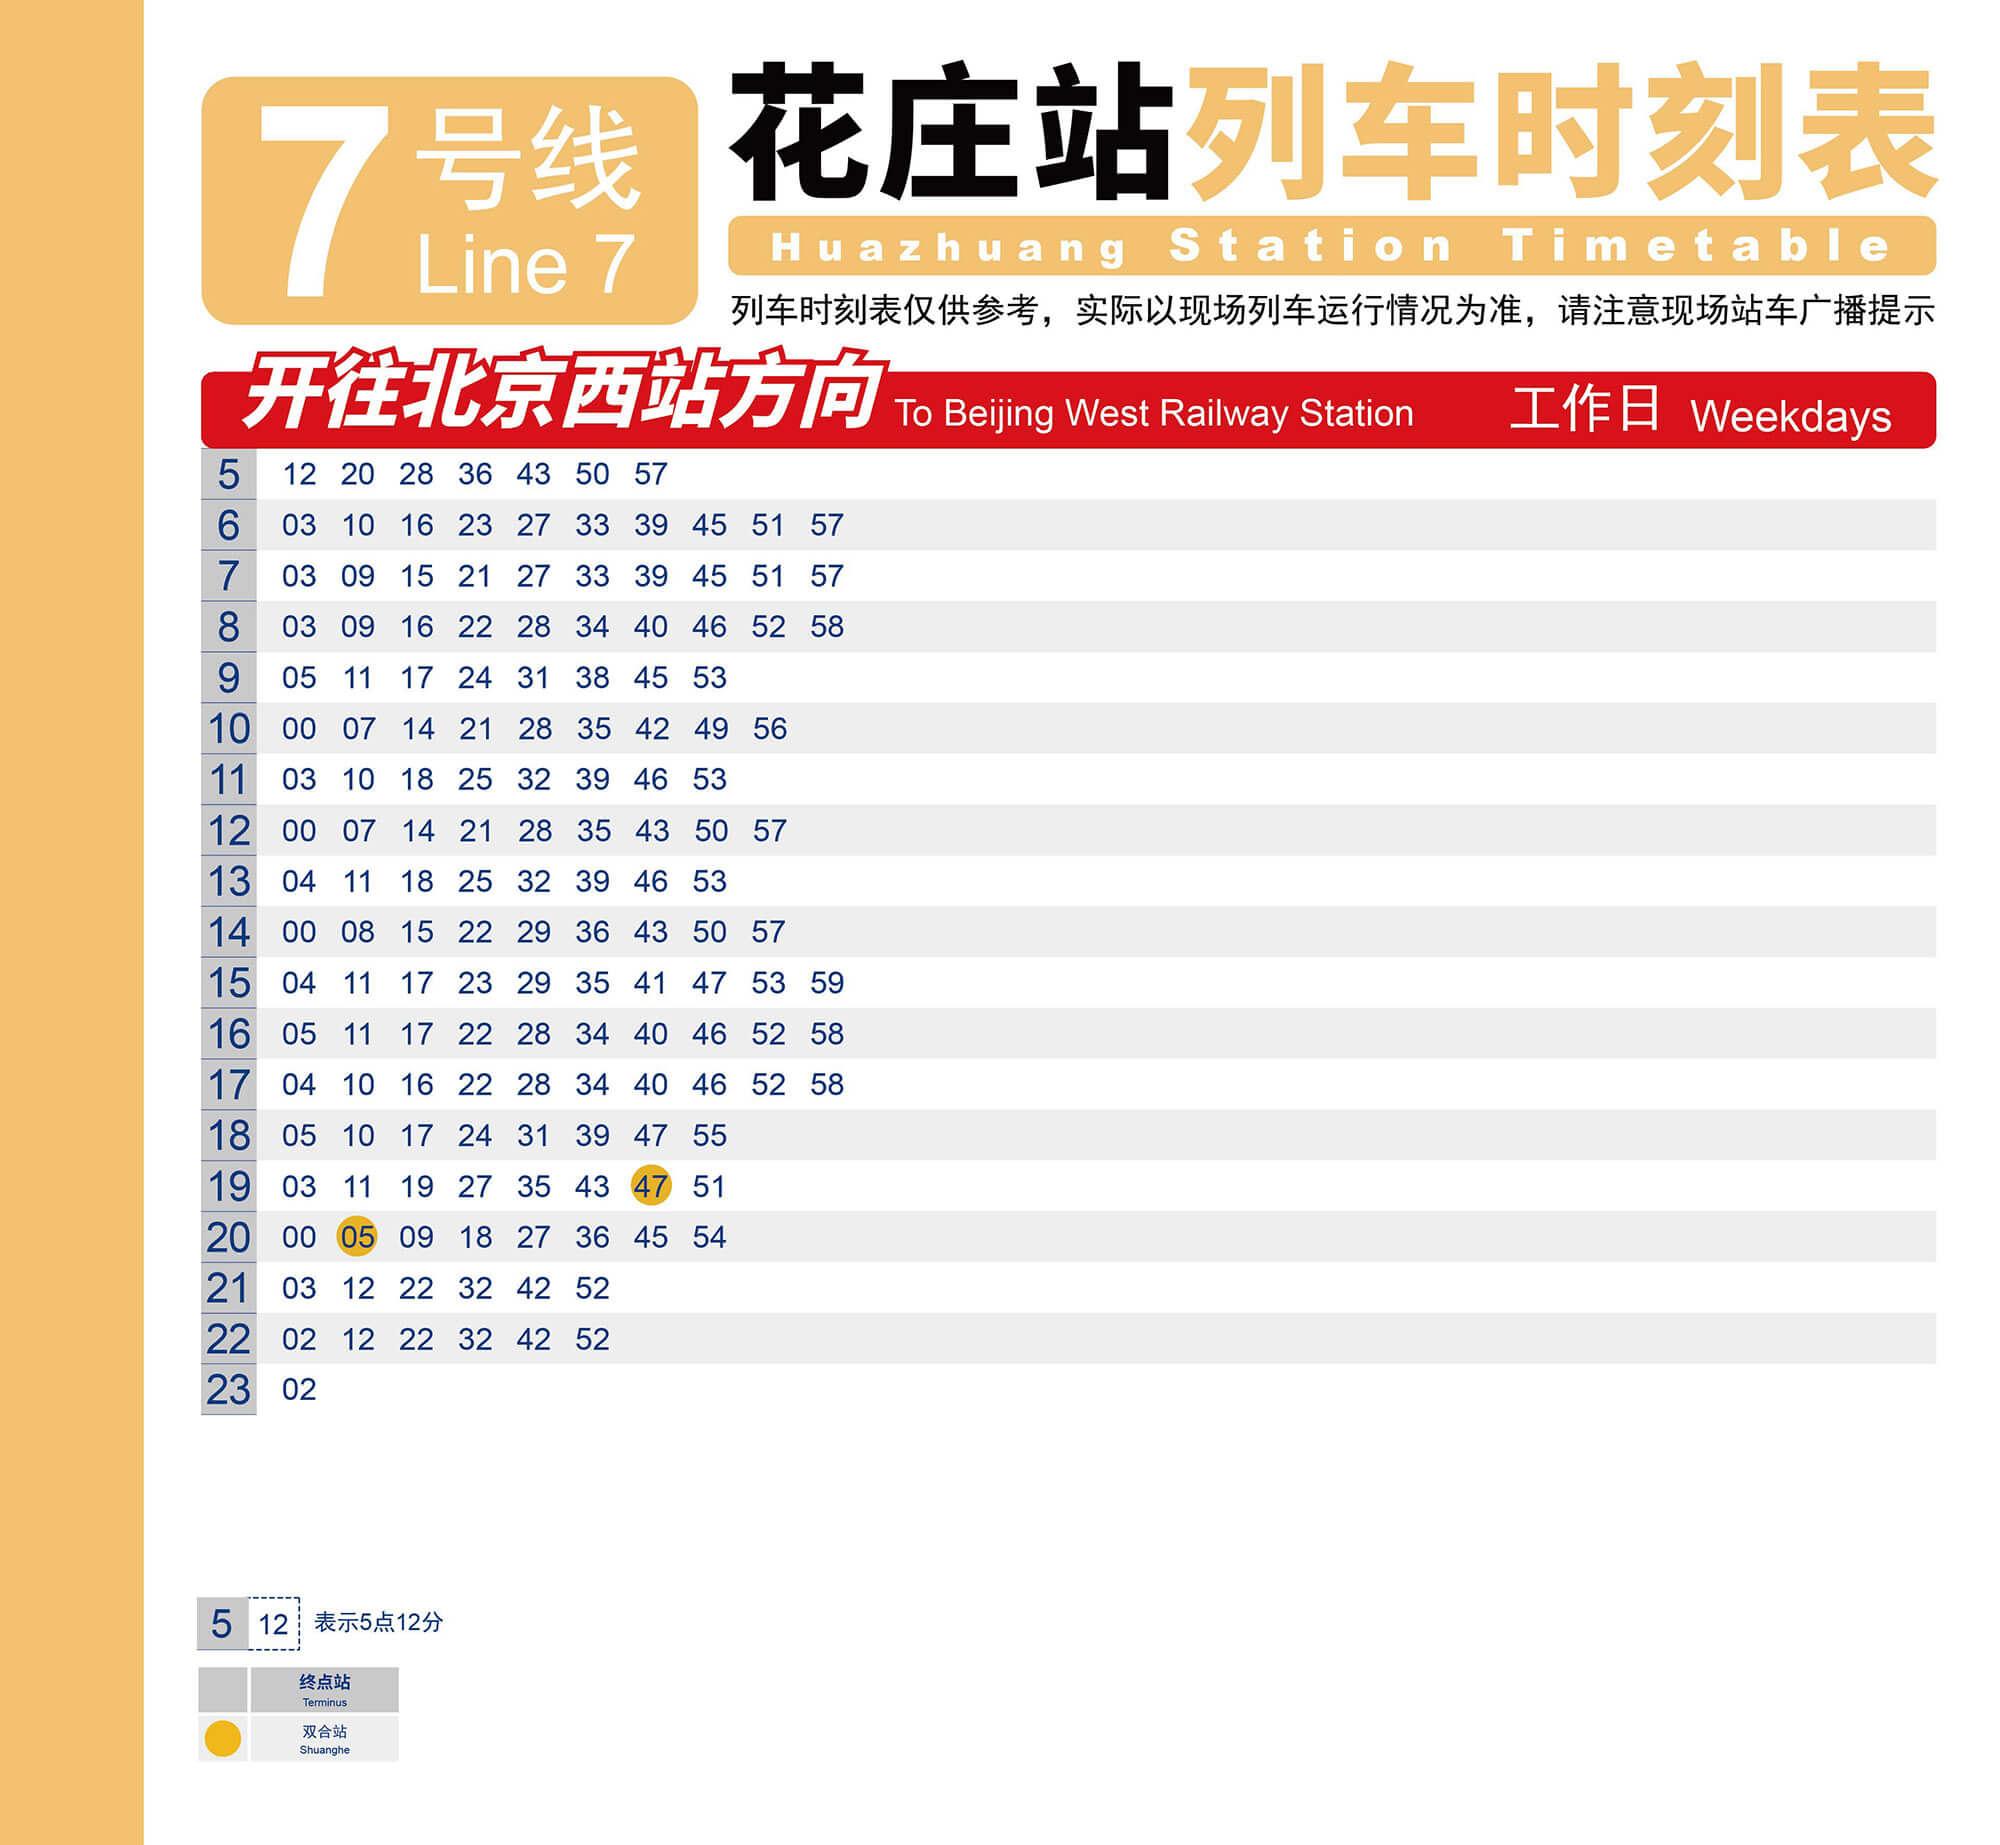 7号线
Line 7
花庄站列车时刻表
Huazhuang Station Timetable
列车时刻表仅供参考，实际以现场列车运行情况为准，请注意现场站车广播提示
开往北京西站方向 To Beijing West Railway Station 工作日 Weekdays
5 12 20 28 36 43 50 57
6 03 10 16 23 27 33 39 45 51 57
7 03 09 15 21 27 33 39 45 51 57
8 03 09 16 22 28 34 40 46 52 58
9 05 11 17 24 31 38 45 53
10 00 07 14 21 28 35 42 49 56
11 03 10 18 25 32 39 46 53
12 00 07 14 21 28 35 43 50 57
13 04 11 18 25 32 39 46 53
14 00 08 15 22 29 36 43 50 57
15 04 11 17 23 29 35 41 47 53 59
16 05 11 17 22 28 34 40 46 52 58
17 04 10 16 22 28 34 40 46 52 58
18 05 10 17 24 31 39 47 55
19 03 11 19 27 35 43 47 51
20 00 05 09 18 27 36 45 54
21 03 12 22 32 42 52
22 02 12 22 32 42 52
23 02
5 12 表示5点12分
终点站
Terminus
双合站
Shuanghe